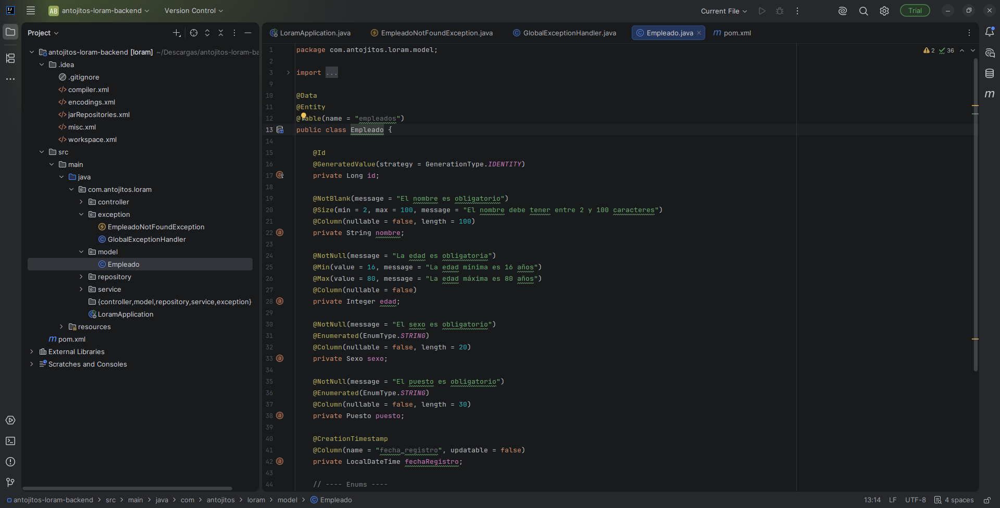 AB antojitos-loram-backend Version Control Current File Trial
Project
antojitos-loram-backend [loram] ~/Descargas/antojitos-loram-ba
.idea
.gitignore
compiler.xml
encodings.xml
jarRepositories.xml
misc.xml
workspace.xml
src
main
java
com.antojitos.loram
controller
exception
EmpleadoNotFoundException
GlobalExceptionHandler
model
Empleado
repository
service
{controller,model,repository,service,exception}
LoramApplication
resources
pom.xml
External Libraries
Scratches and Consoles
LoramApplication.java EmpleadoNotFoundException.java GlobalExceptionHandler.java Empleado.java pom.xml
2 36
1 package com.antojitos.loram.model;
2
3 import ...
9
10 @Data
11 @Entity
12 @Table(name = "empleados")
13 public class Empleado {
14
15 @Id
16 @GeneratedValue(strategy = GenerationType.IDENTITY)
17 private Long id;
18
19 @NotBlank(message = "El nombre es obligatorio")
20 @Size(min = 2, max = 100, message = "El nombre debe tener entre 2 y 100 caracteres")
21 @Column(nullable = false, length = 100)
22 private String nombre;
23
24 @NotNull(message = "La edad es obligatoria")
25 @Min(value = 16, message = "La edad mínima es 16 años")
26 @Max(value = 80, message = "La edad máxima es 80 años")
27 @Column(nullable = false)
28 private Integer edad;
29
30 @NotNull(message = "El sexo es obligatorio")
31 @Enumerated(EnumType.STRING)
32 @Column(nullable = false, length = 20)
33 private Sexo sexo;
34
35 @NotNull(message = "El puesto es obligatorio")
36 @Enumerated(EnumType.STRING)
37 @Column(nullable = false, length = 30)
38 private Puesto puesto;
39
40 @CreationTimestamp
41 @Column(name = "fecha_registro", updatable = false)
42 private LocalDateTime fechaRegistro;
43
44 // ---- Enums ----
antojitos-loram-backend > src > main > java > com > antojitos > loram > model > Empleado
13:14 LF UTF-8 4 spaces